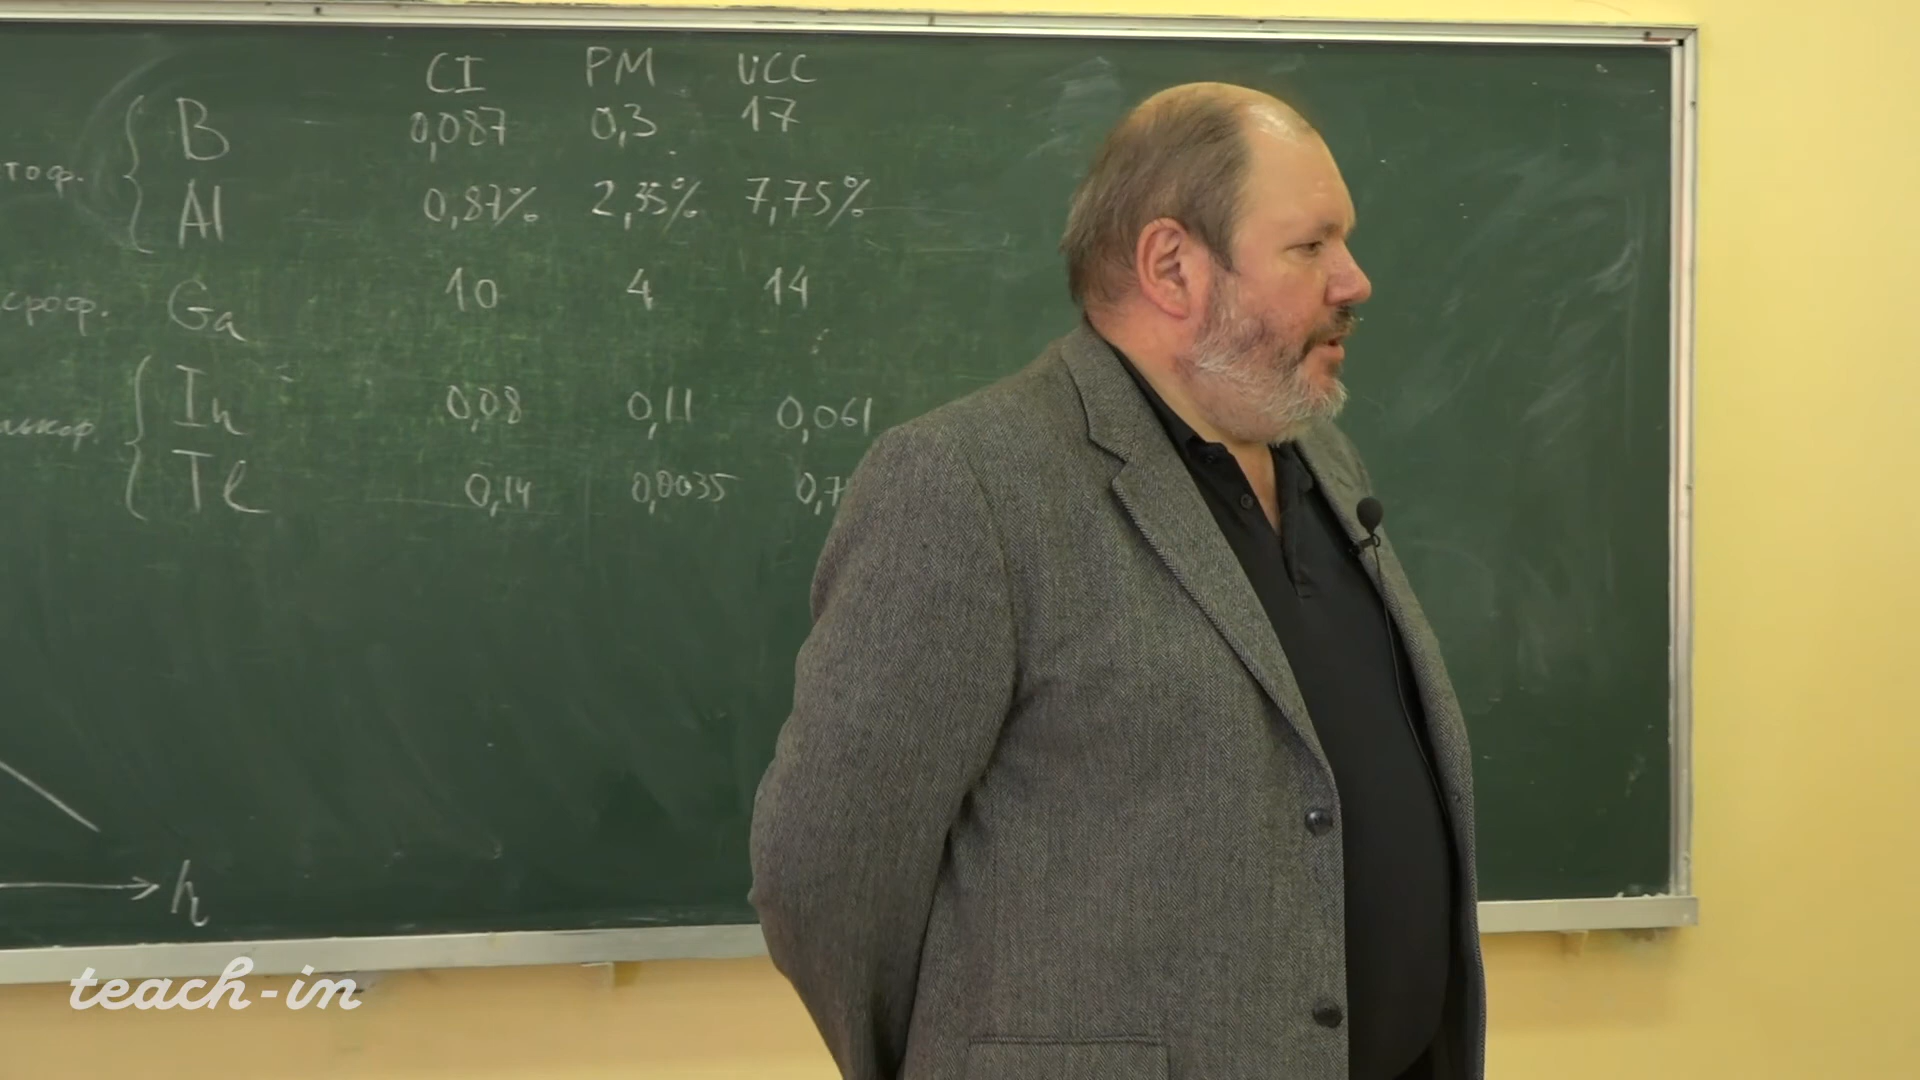 CI PM UCC
B 0,087 0,3 17
тоф.
Al 0,87% 2,35% 7,75%
Ga 10 4 14
In 0,08 0,11 0,061
Tl 0,14 0,0035
h
teach-in